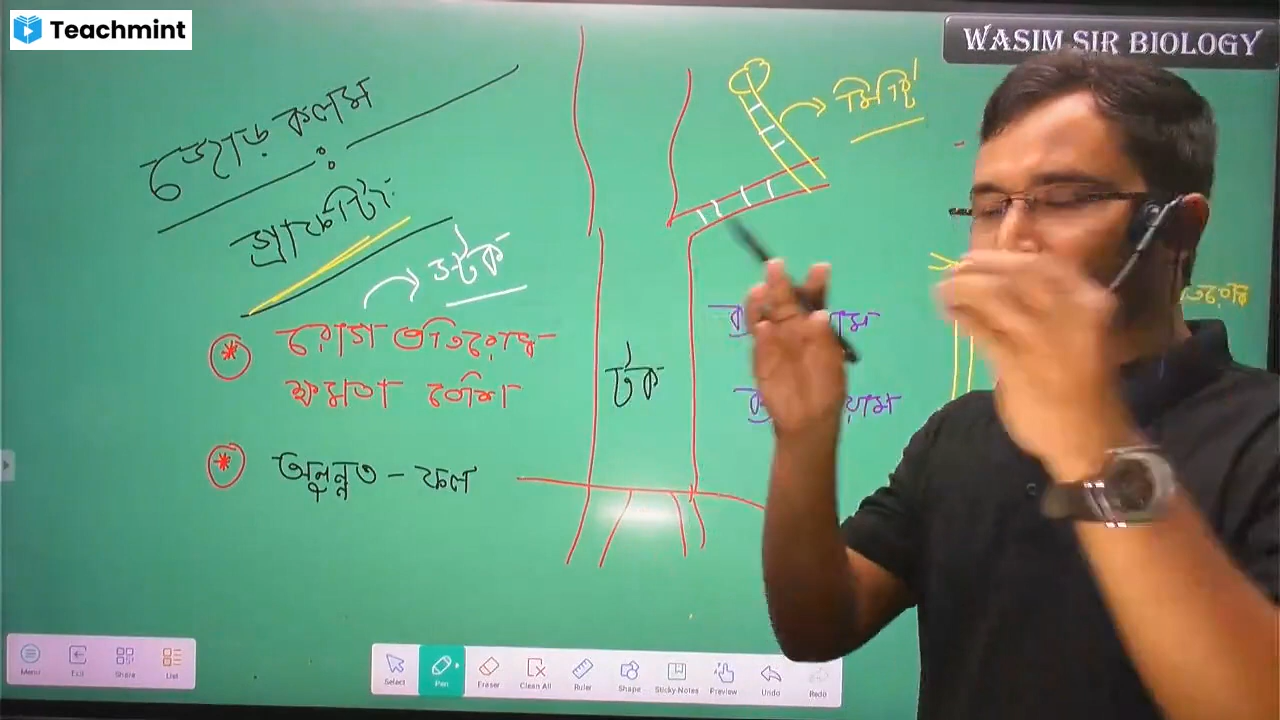 Teachmint
WASIM SIR BIOLOGY
জোড় কলম :
গ্রাফটিং
স্টক
মিষ্টি
রোগ প্রতিরোধ
ক্ষমতা বেশি
টক
অনুন্নত - ফল
Menu
Exit
Share
List
Select
Pen
Eraser
Clean All
Ruler
Shape
Sticky Notes
Preview
Undo
Redo